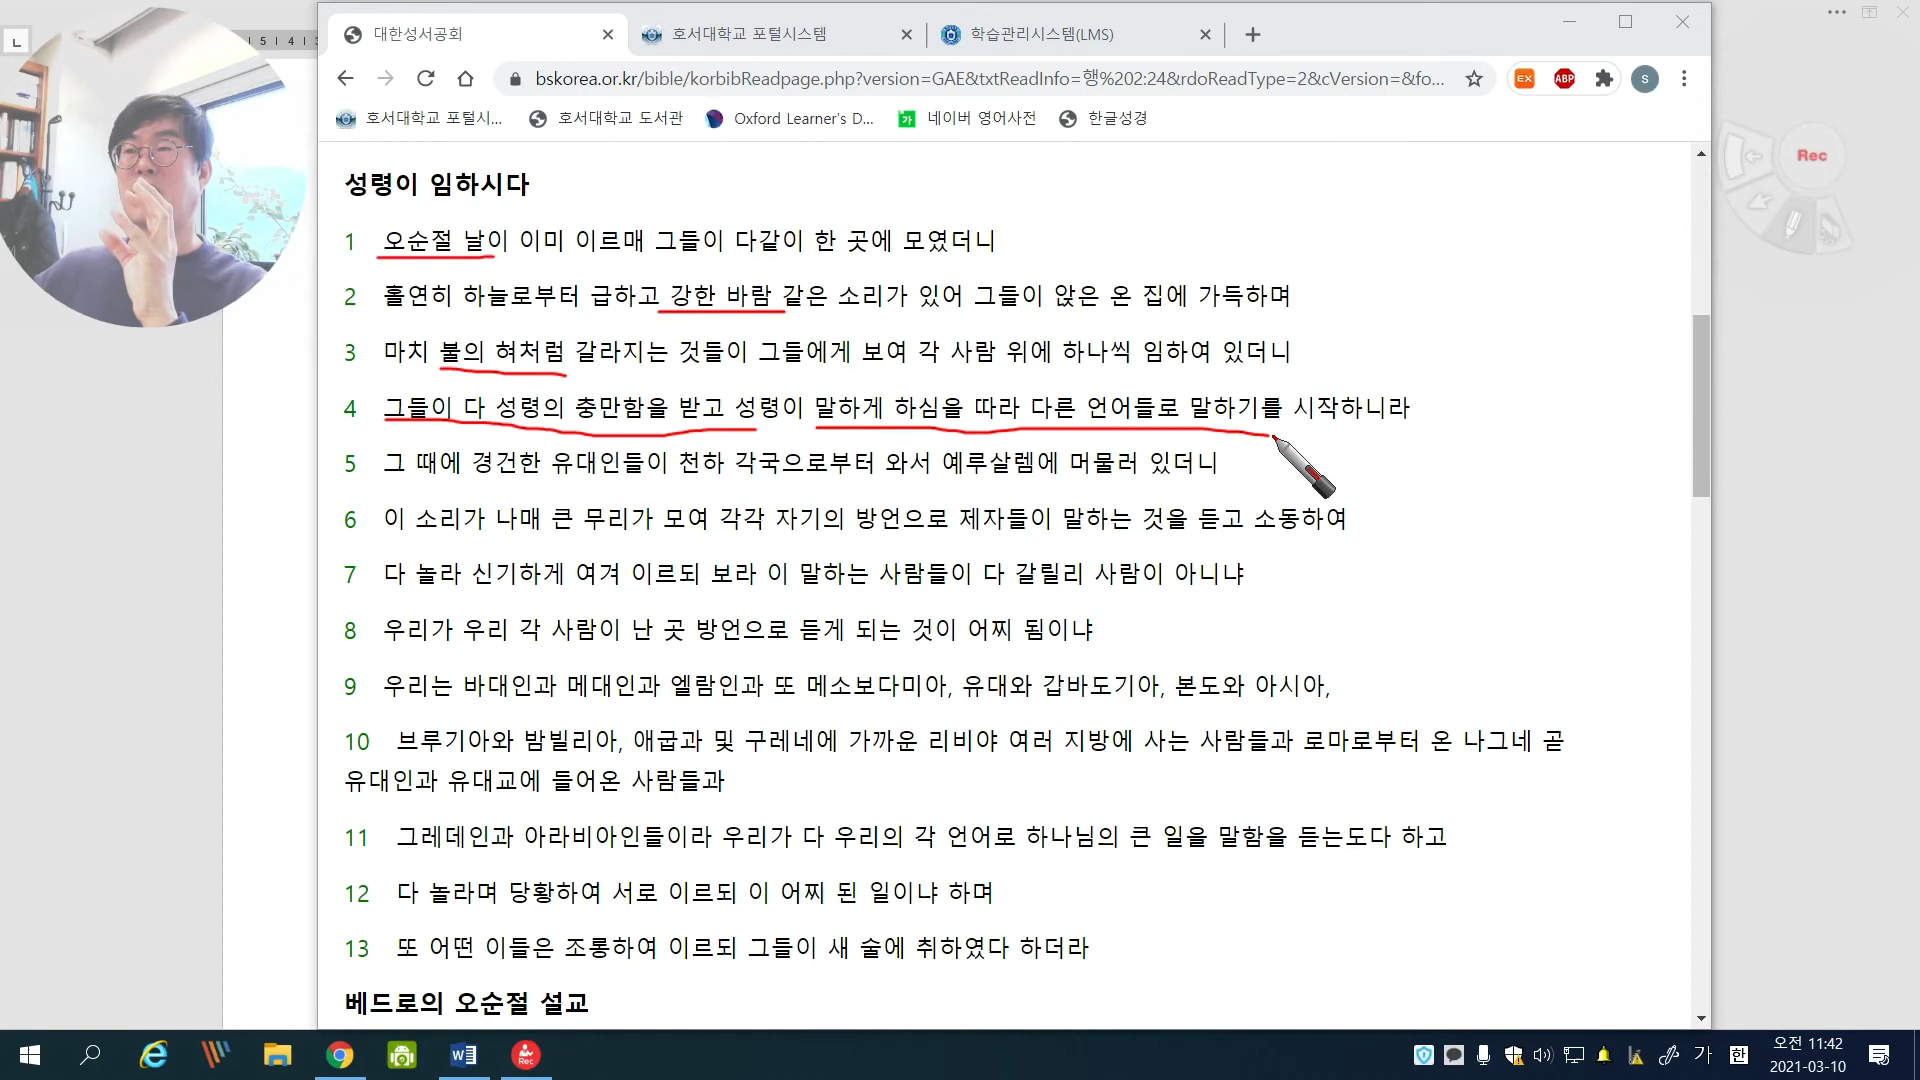 대한성서공회
호서대학교 포털시스템
학습관리시스템(LMS)
bskorea.or.kr/bible/korbibReadpage.php?version=GAE&txtReadInfo=행%202:24&rdoReadType=2&cVersion=&fo...
EX
ABP
S
호서대학교 포털시...
호서대학교 도서관
Oxford Learner's D...
네이버 영어사전
한글성경
Rec
성령이 임하시다
1 오순절 날이 이미 이르매 그들이 다같이 한 곳에 모였더니
2 홀연히 하늘로부터 급하고 강한 바람 같은 소리가 있어 그들이 앉은 온 집에 가득하며
3 마치 불의 혀처럼 갈라지는 것들이 그들에게 보여 각 사람 위에 하나씩 임하여 있더니
4 그들이 다 성령의 충만함을 받고 성령이 말하게 하심을 따라 다른 언어들로 말하기를 시작하니라
5 그 때에 경건한 유대인들이 천하 각국으로부터 와서 예루살렘에 머물러 있더니
6 이 소리가 나매 큰 무리가 모여 각각 자기의 방언으로 제자들이 말하는 것을 듣고 소동하여
7 다 놀라 신기하게 여겨 이르되 보라 이 말하는 사람들이 다 갈릴리 사람이 아니냐
8 우리가 우리 각 사람이 난 곳 방언으로 듣게 되는 것이 어찌 됨이냐
9 우리는 바대인과 메대인과 엘람인과 또 메소보다미아, 유대와 갑바도기아, 본도와 아시아,
10 브루기아와 밤빌리아, 애굽과 및 구레네에 가까운 리비야 여러 지방에 사는 사람들과 로마로부터 온 나그네 곧
유대인과 유대교에 들어온 사람들과
11 그레데인과 아라비아인들이라 우리가 다 우리의 각 언어로 하나님의 큰 일을 말함을 듣는도다 하고
12 다 놀라며 당황하여 서로 이르되 이 어찌 된 일이냐 하며
13 또 어떤 이들은 조롱하여 이르되 그들이 새 술에 취하였다 하더라
베드로의 오순절 설교
Rec
가
한
오전 11:42
2021-03-10